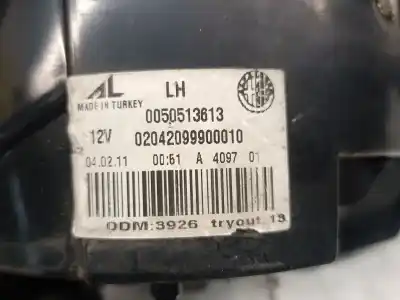 AL LH
MADE IN TURKEY 0050513613
12V 02042099900010
04.02.11 00:51 A 4097 01
ODM:3926 tryout 13